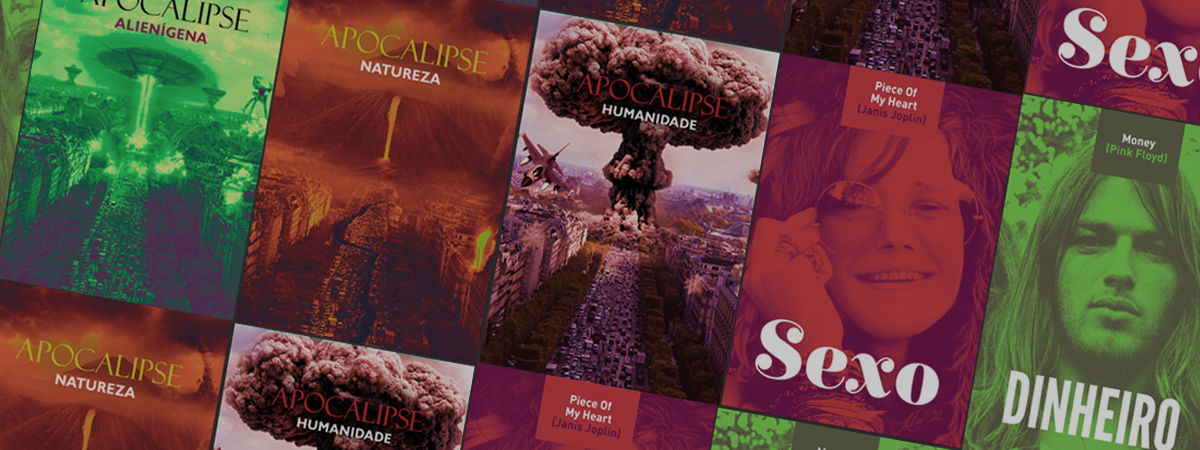 APOCALIPSE
ALIENÍGENA
APOCALIPSE
NATUREZA
APOCALIPSE
HUMANIDADE
Piece Of
My Heart
(Janis Joplin)
Sexo
Money
(Pink Floyd)
DINHEIRO
Sex
APOCALIPSE
NATUREZA
APOCALIPSE
HUMANIDADE
Piece Of
My Heart
(Janis Joplin)